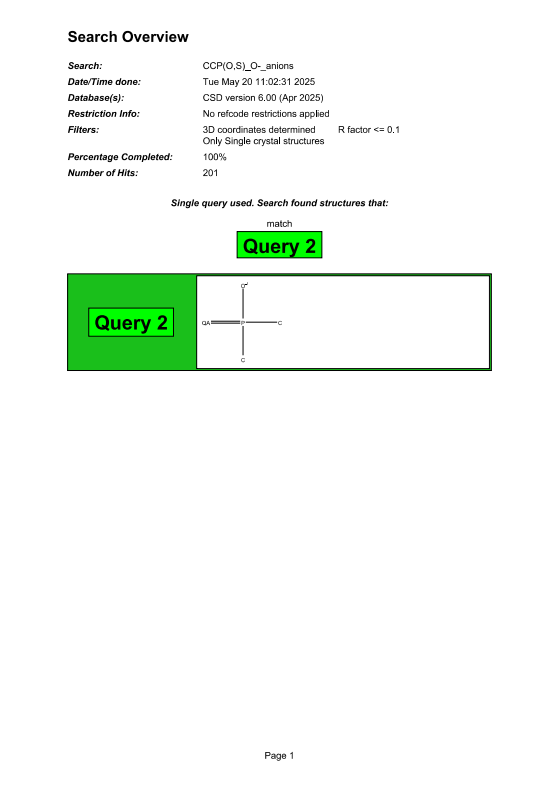 Search Overview
Search: CCP(O,S)_O-_anions
Date/Time done: Tue May 20 11:02:31 2025
Database(s): CSD version 6.00 (Apr 2025)
Restriction Info: No refcode restrictions applied
Filters: 3D coordinates determined R factor <= 0.1
Only Single crystal structures
Percentage Completed: 100%
Number of Hits: 201
Single query used. Search found structures that:
match
Query 2
O-
Query 2
QA P C
C
Page 1